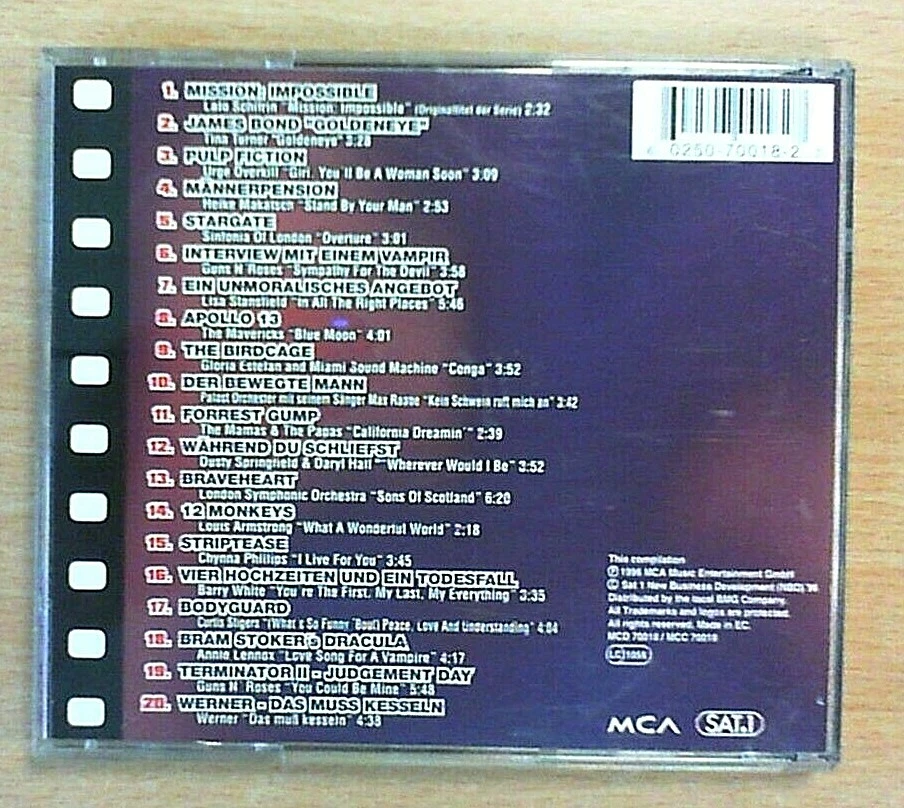 1. MISSION: IMPOSSIBLE
Lalo Schifrin "Mission: Impossible" (Originaltitel der Serie) 2:32
2. JAMES BOND "GOLDENEYE"
Tina Turner "Goldeneye" 3:28
3. PULP FICTION
Urge Overkill "Girl, You'll Be A Woman Soon" 3:09
4. MÄNNERPENSION
Heike Makatsch "Stand By Your Man" 2:53
5. STARGATE
Sinfonia Of London "Overture" 3:01
6. INTERVIEW MIT EINEM VAMPIR
Guns N' Roses "Sympathy For The Devil" 3:58
7. EIN UNMORALISCHES ANGEBOT
Lisa Stansfield "In All The Right Places" 5:46
8. APOLLO 13
The Mavericks "Blue Moon" 4:01
9. THE BIRDCAGE
Gloria Estefan and Miami Sound Machine "Conga" 3:52
10. DER BEWEGTE MANN
Palast Orchester mit seinem Sänger Max Raabe "Kein Schwein ruft mich an" 3:42
11. FORREST GUMP
The Mamas & The Papas "California Dreamin'" 2:39
12. WÄHREND DU SCHLIEFST
Dusty Springfield & Daryl Hall "Wherever Would I Be" 3:52
13. BRAVEHEART
London Symphonic Orchestra "Sons Of Scotland" 6:20
14. 12 MONKEYS
Louis Armstrong "What A Wonderful World" 2:18
15. STRIPTEASE
Chynna Phillips "I Live For You" 3:45
16. VIER HOCHZEITEN UND EIN TODESFALL
Barry White "You're The First, My Last, My Everything" 3:35
17. BODYGUARD
Curtis Stigers "(What's So Funny 'Bout) Peace, Love And Understanding" 4:04
18. BRAM STOKER'S DRACULA
Annie Lennox "Love Song For A Vampire" 4:17
19. TERMINATOR II - JUDGEMENT DAY
Guns N' Roses "You Could Be Mine" 5:48
20. WERNER - DAS MUSS KESSELN
Werner "Das muß kesseln" 4:38
0250-70018-2
This compilation
℗ 1996 MCA Music Entertainment GmbH
© Sat 1 New Business Development (NBD) '96
Distributed by the local BMG Company.
All Trademarks and logos are protected.
All rights reserved. Made in EC.
MCD 70018 / MCC 70018
LC 1056
MCA SAT.1